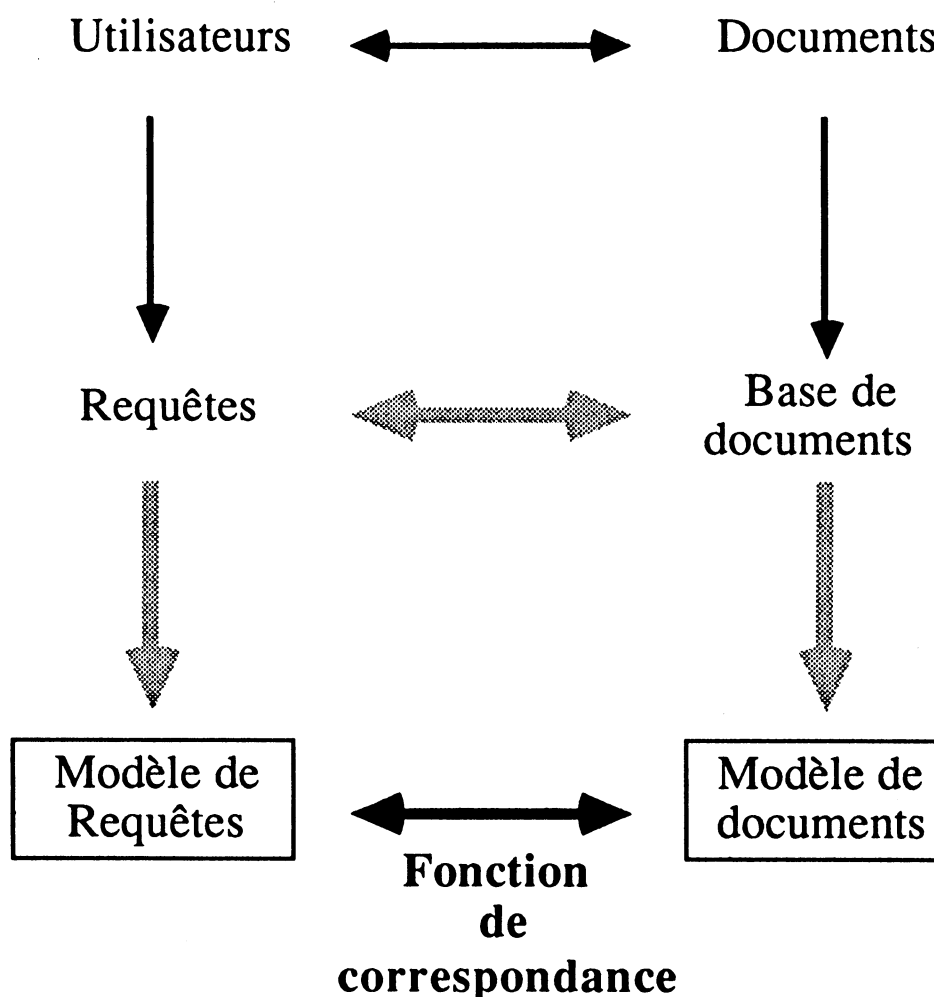 Utilisateurs
Documents
Requêtes
Base de
documents
Modèle de
Requêtes
Modèle de
documents
Fonction
de
correspondance